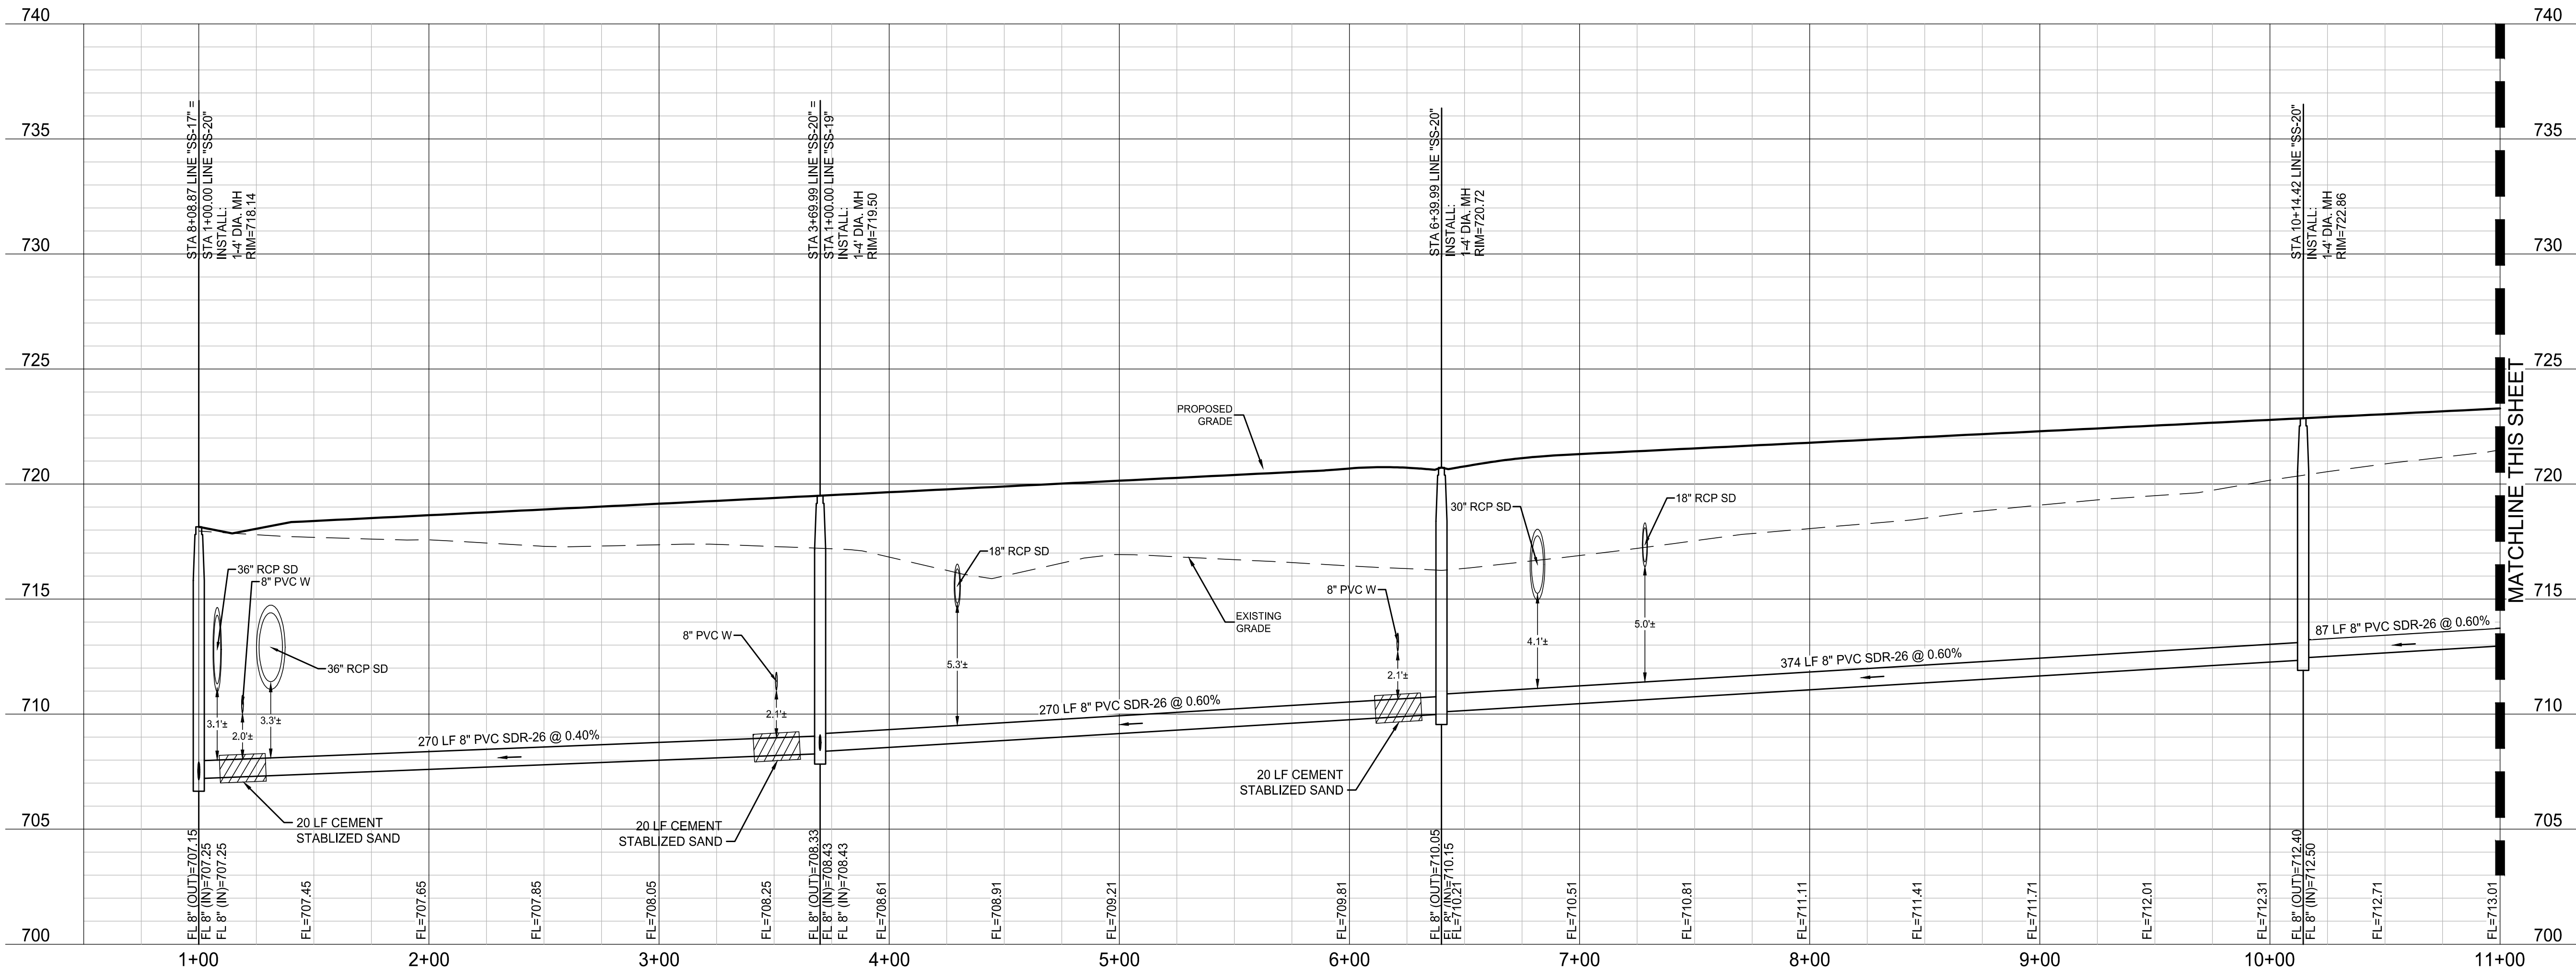 740
740
735
735
730
730
725
725
720
720
715
715
710
710
705
705
700
700
STA 8+08.87 LINE "SS-17" =
STA 1+00.00 LINE "SS-20"
INSTALL:
1-4' DIA. MH
RIM=718.14
STA 3+69.99 LINE "SS-20" =
STA 1+00.00 LINE "SS-19"
INSTALL:
1-4' DIA. MH
RIM=719.50
STA 6+39.99 LINE "SS-20"
INSTALL:
1-4' DIA. MH
RIM=720.72
STA 10+14.42 LINE "SS-20"
INSTALL:
1-4' DIA. MH
RIM=722.86
MATCHLINE THIS SHEET
PROPOSED
GRADE
EXISTING
GRADE
36" RCP SD
8" PVC W
36" RCP SD
3.1'±
2.0'±
3.3'±
270 LF 8" PVC SDR-26 @ 0.40%
20 LF CEMENT
STABLIZED SAND
8" PVC W
2.1'±
20 LF CEMENT
STABLIZED SAND
18" RCP SD
5.3'±
270 LF 8" PVC SDR-26 @ 0.60%
8" PVC W
2.1'±
20 LF CEMENT
STABLIZED SAND
30" RCP SD
4.1'±
18" RCP SD
5.0'±
374 LF 8" PVC SDR-26 @ 0.60%
87 LF 8" PVC SDR-26 @ 0.60%
FL 8" (OUT)=707.15
FL 8" (IN)=707.25
FL 8" (IN)=707.25
FL=707.45
FL=707.65
FL=707.85
FL=708.05
FL=708.25
FL 8" (OUT)=708.33
FL 8" (IN)=708.43
FL 8" (IN)=708.43
FL=708.61
FL=708.91
FL=709.21
FL=709.81
FL 8" (OUT)=710.05
FL 8" (IN)=710.15
FL=710.21
FL=710.51
FL=710.81
FL=711.11
FL=711.41
FL=711.71
FL=712.01
FL=712.31
FL 8" (OUT)=712.40
FL 8" (IN)=712.50
FL=712.71
FL=713.01
1+00
2+00
3+00
4+00
5+00
6+00
7+00
8+00
9+00
10+00
11+00